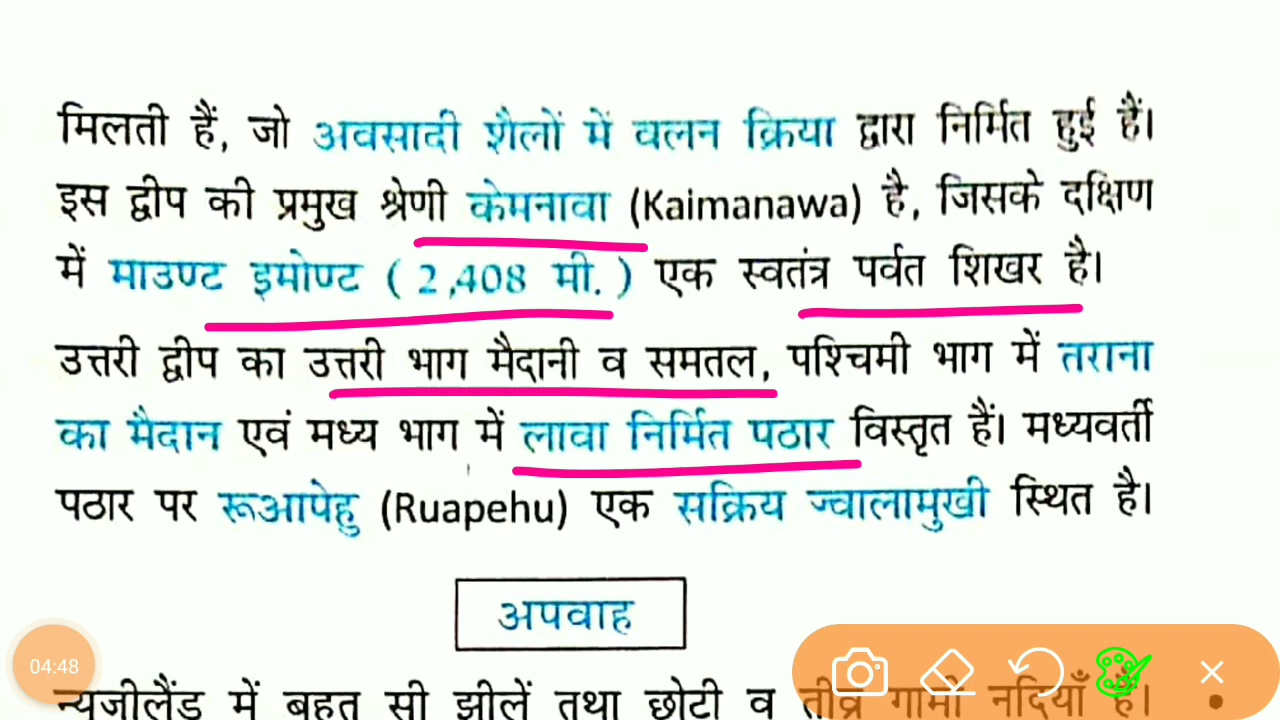 मिलती हैं, जो अवसादी शैलों में वलन क्रिया द्वारा निर्मित हुई हैं।
इस द्वीप की प्रमुख श्रेणी केमनावा (Kaimanawa) है, जिसके दक्षिण
में माउण्ट इमोण्ट (2,408 मी.) एक स्वतंत्र पर्वत शिखर है।
उत्तरी द्वीप का उत्तरी भाग मैदानी व समतल, पश्चिमी भाग में तराना
का मैदान एवं मध्य भाग में लावा निर्मित पठार विस्तृत हैं। मध्यवर्ती
पठार पर रूआपेहु (Ruapehu) एक सक्रिय ज्वालामुखी स्थित है।
अपवाह
न्यूजीलैंड में बहुत सी झीलें तथा छोटी व तीव्र गामी नदियाँ हैं।
04:48